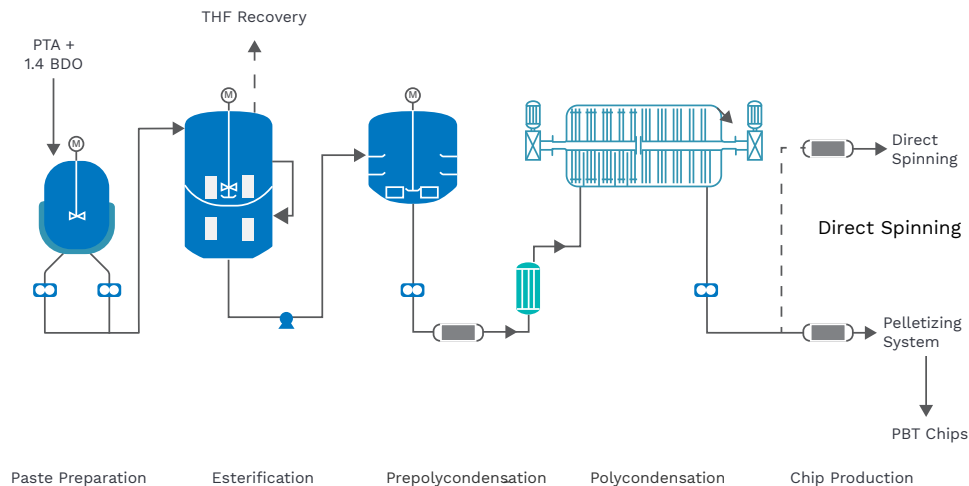 THF Recovery
PTA +
1.4 BDO
M
M
M
Direct
Spinning
Direct Spinning
Pelletizing
System
PBT Chips
Paste Preparation
Esterification
Prepolycondensation
Polycondensation
Chip Production